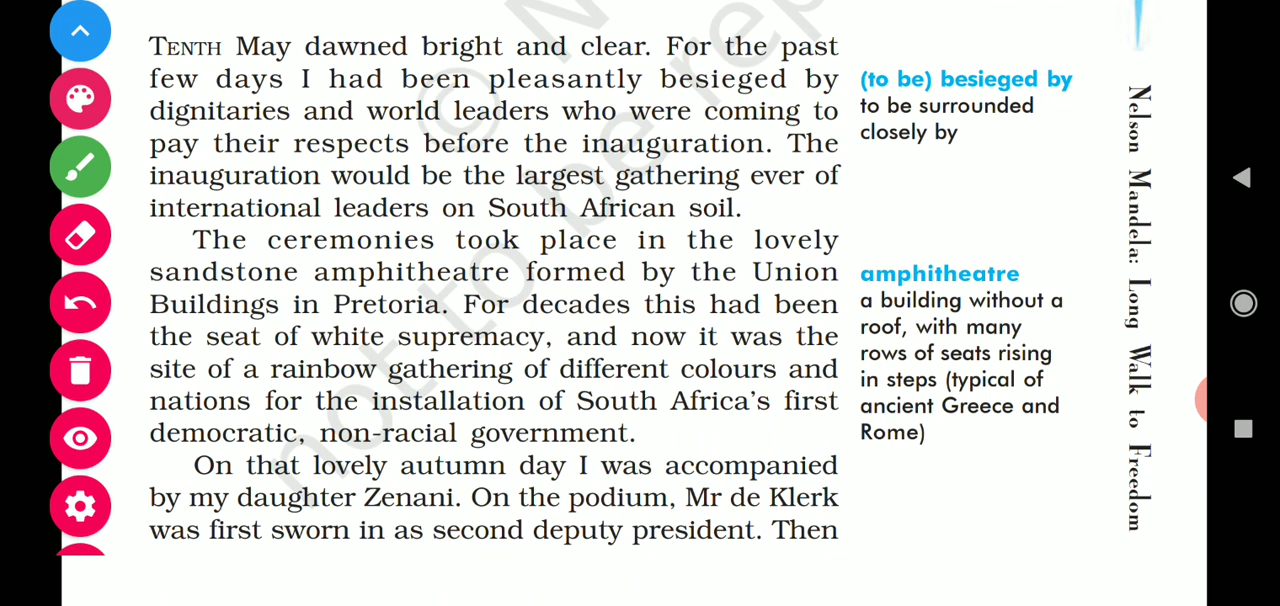 TENTH May dawned bright and clear. For the past
few days I had been pleasantly besieged by
dignitaries and world leaders who were coming to
pay their respects before the inauguration. The
inauguration would be the largest gathering ever of
international leaders on South African soil.
The ceremonies took place in the lovely
sandstone amphitheatre formed by the Union
Buildings in Pretoria. For decades this had been
the seat of white supremacy, and now it was the
site of a rainbow gathering of different colours and
nations for the installation of South Africa's first
democratic, non-racial government.
On that lovely autumn day I was accompanied
by my daughter Zenani. On the podium, Mr de Klerk
was first sworn in as second deputy president. Then
(to be) besieged by
to be surrounded
closely by
amphitheatre
a building without a
roof, with many
rows of seats rising
in steps (typical of
ancient Greece and
Rome)
Nelson Mandela: Long Walk to Freedom
© N
not to be rep